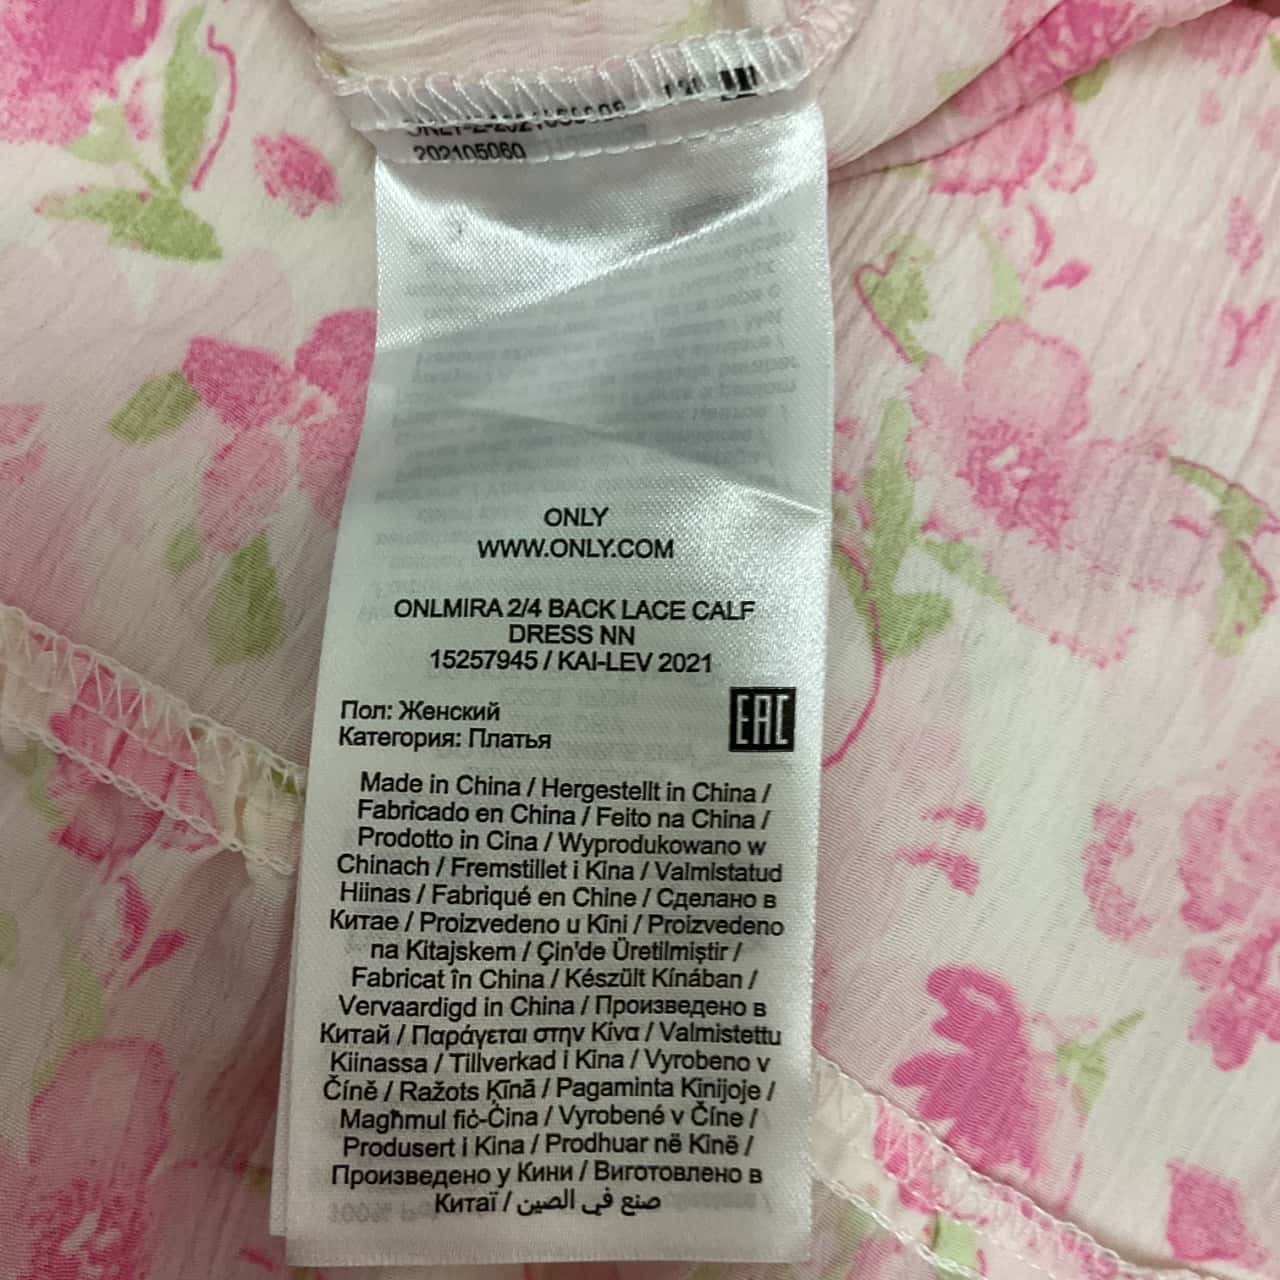 202105060
ONLY
WWW.ONLY.COM
ONLMIRA 2/4 BACK LACE CALF
DRESS NN
15257945 / KAI-LEV 2021
Пол: Женский
Категория: Платья
EAC
Made in China / Hergestellt in China /
Fabricado en China / Feito na China /
Prodotto in Cina / Wyprodukowano w
Chinach / Fremstillet i Kina / Valmistatud
Hiinas / Fabriqué en Chine / Сделано в
Китае / Proizvedeno u Kini / Proizvedeno
na Kitajskem / Çin'de Üretilmiştir /
Fabricat în China / Készült Kínában /
Vervaardigd in China / Произведено в
Китай / Παράγεται στην Κίνα / Valmistettu
Kiinassa / Tillverkad i Kina / Vyrobeno v
Číně / Ražots Ķīnā / Pagaminta Kinijoje /
Magħmul fiċ-Ċina / Vyrobené v Číne /
Produsert i Kina / Prodhuar në Kinë /
Произведено у Кини / Виготовлено в
Китаї / صنع في الصين